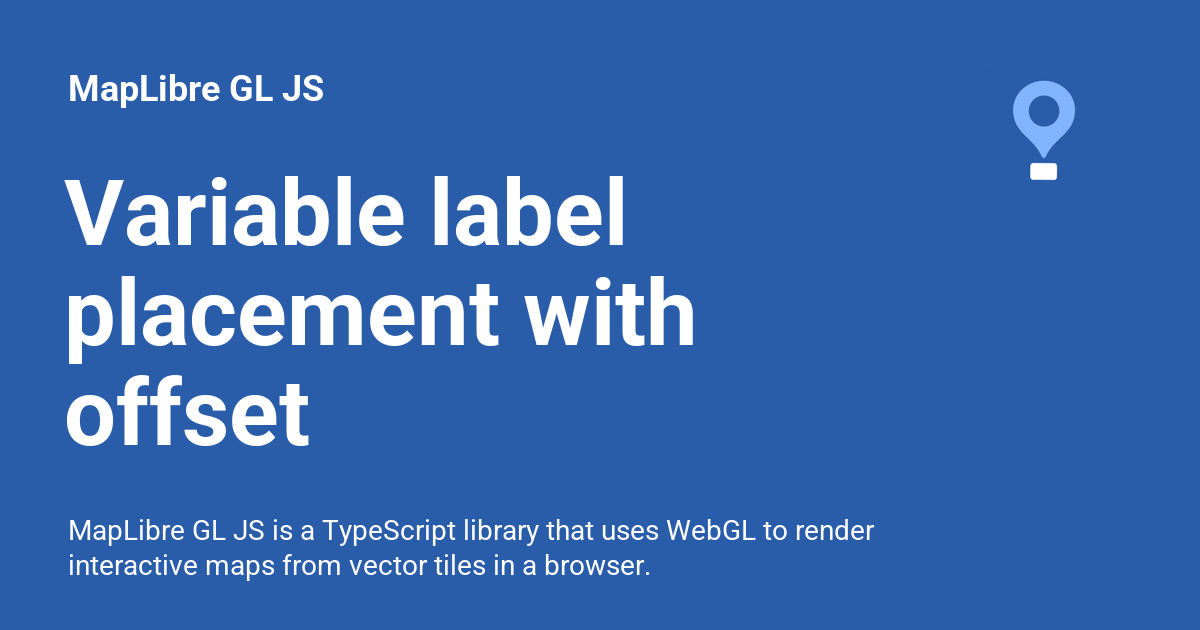 MapLibre GL JS
Variable label
placement with
offset
MapLibre GL JS is a TypeScript library that uses WebGL to render
interactive maps from vector tiles in a browser.